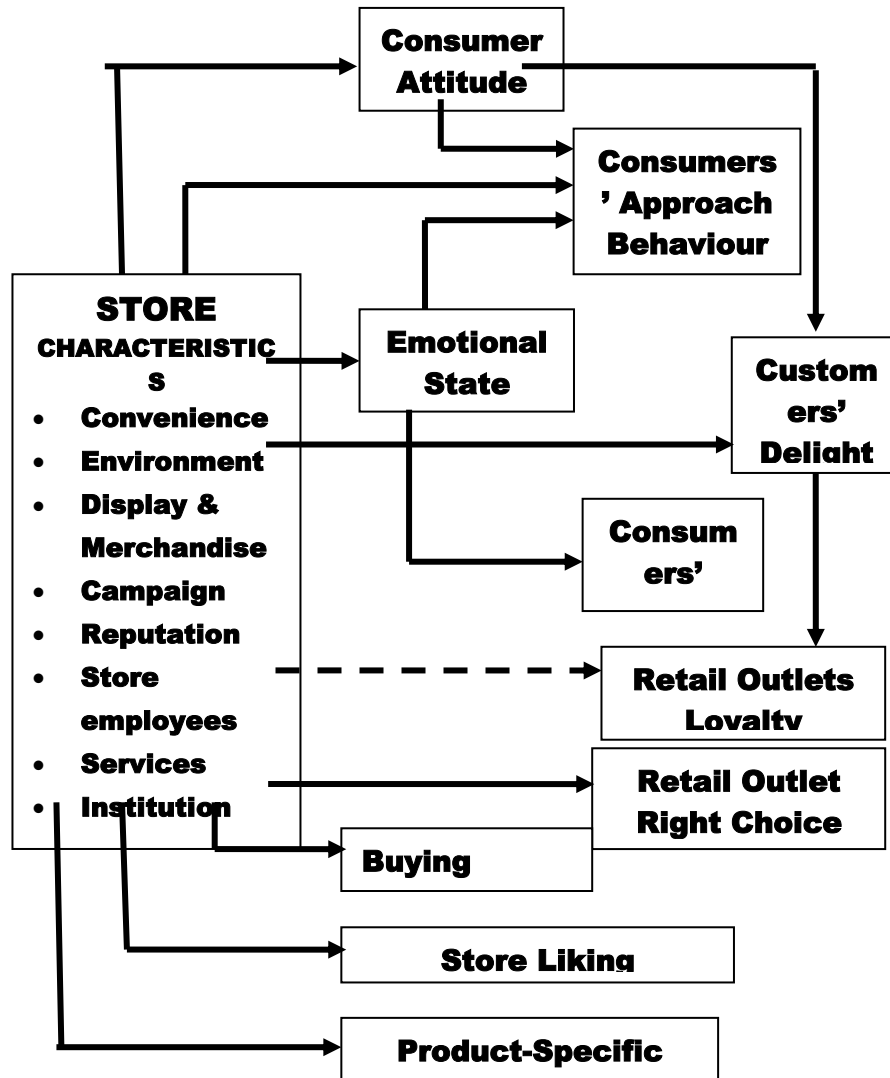 Consumer
Attitude
Consumers
’ Approach
Behaviour
STORE
CHARACTERISTIC
S
• Convenience
• Environment
• Display &
Merchandise
• Campaign
• Reputation
• Store
employees
• Services
• Institution
Emotional
State
Custom
ers’
Delight
Consum
ers’
Retail Outlets
Loyalty
Retail Outlet
Right Choice
Buying
Store Liking
Product-Specific